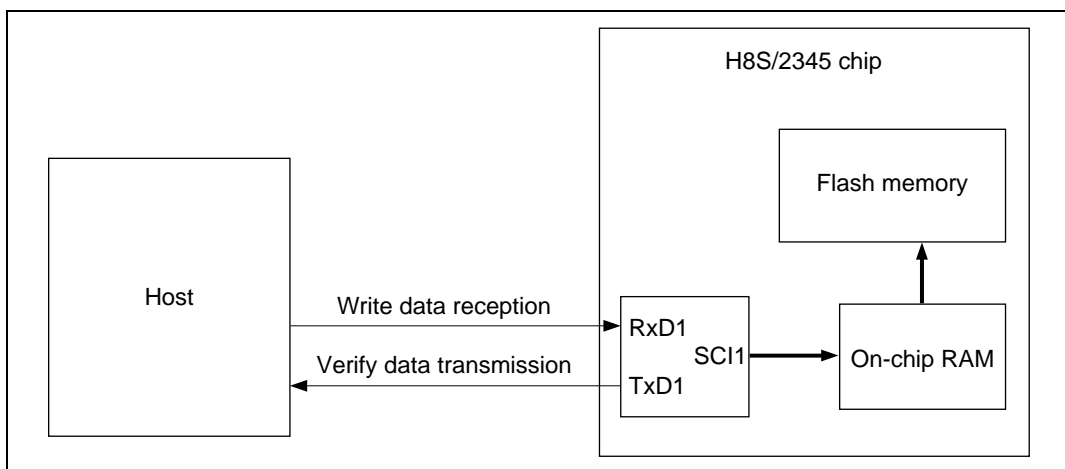 H8S/2345 chip
Flash memory
Host
Write data reception
RxD1
SCI1
On-chip RAM
Verify data transmission
TxD1